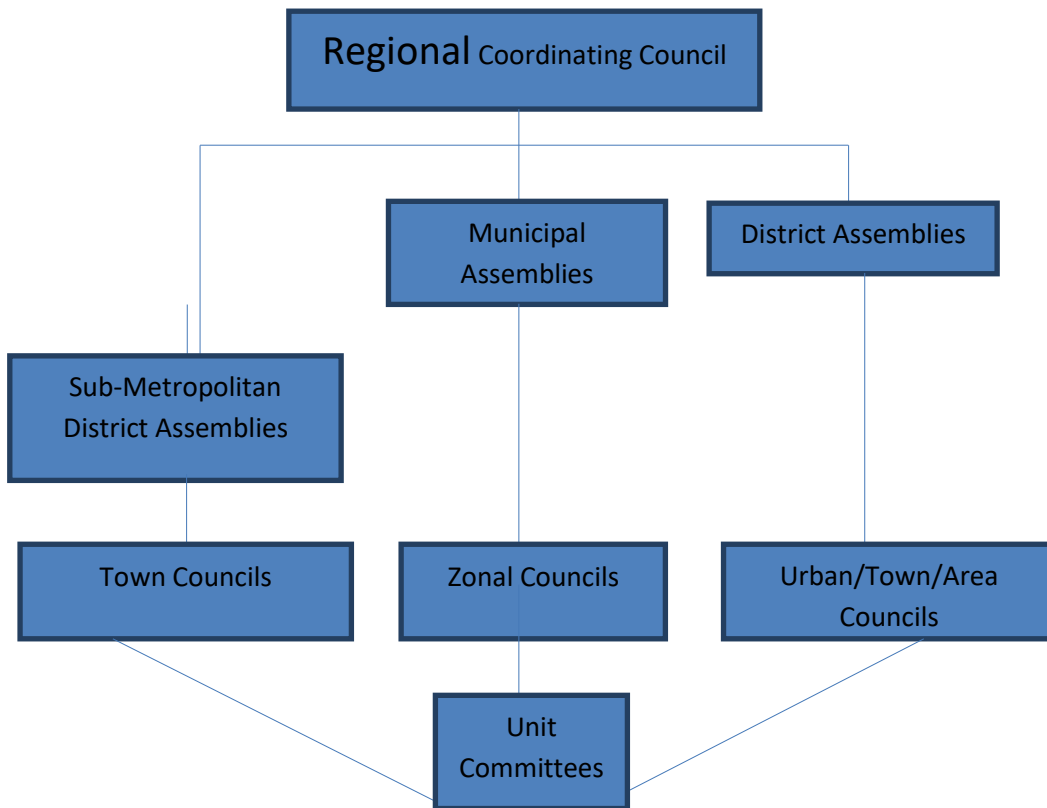 Regional Coordinating Council
Municipal
Assemblies
District Assemblies
Sub-Metropolitan
District Assemblies
Town Councils
Zonal Councils
Urban/Town/Area
Councils
Unit
Committees